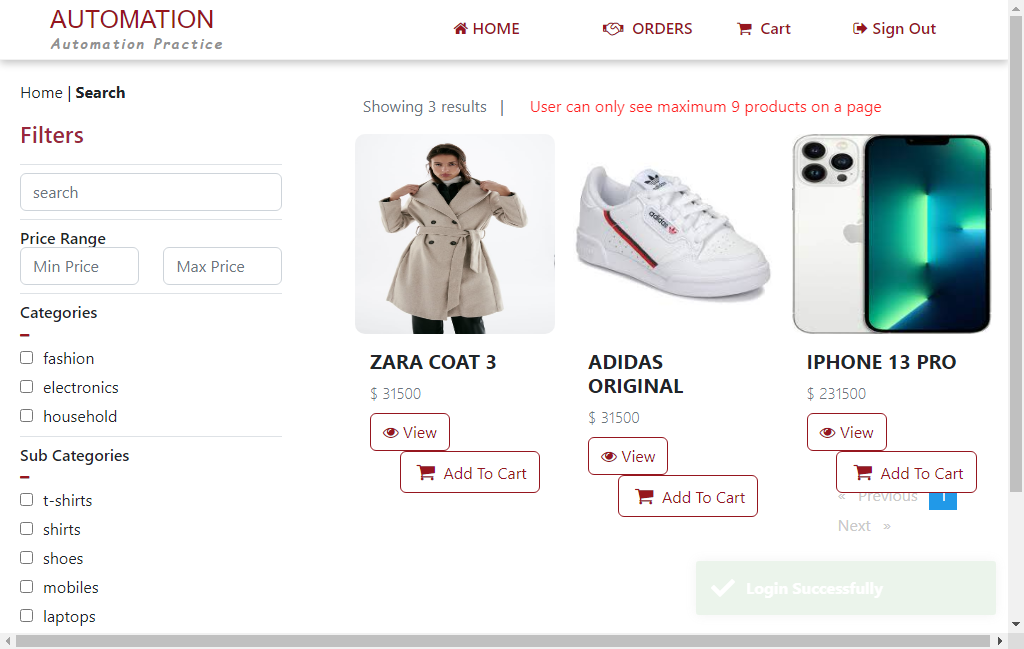 AUTOMATION
Automation Practice
HOME
ORDERS
Cart
Sign Out
Home | Search
Showing 3 results |
User can only see maximum 9 products on a page
Filters
search
Price Range
Min Price
Max Price
Categories
fashion
electronics
household
Sub Categories
t-shirts
shirts
shoes
mobiles
laptops
adidas
ZARA COAT 3
$ 31500
View
Add To Cart
ADIDAS
ORIGINAL
$ 31500
View
Add To Cart
IPHONE 13 PRO
$ 231500
View
Add To Cart
« Previous 1
Next »
Login Successfully